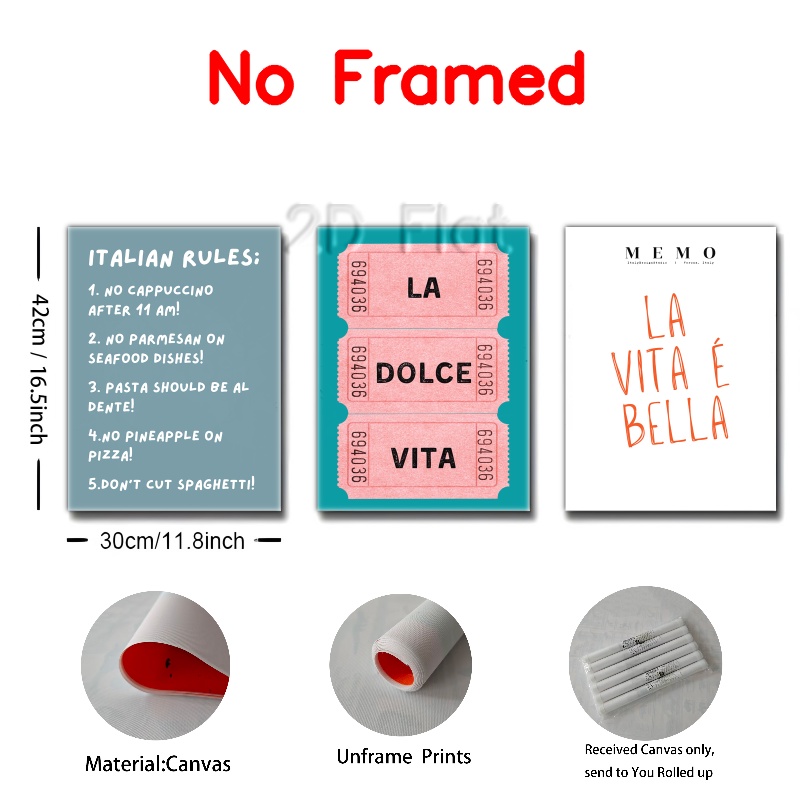 No Framed
2D Flat
42cm / 16.5inch
ITALIAN RULES:
1. NO CAPPUCCINO
AFTER 11 AM!
2. NO PARMESAN ON
SEAFOOD DISHES!
3. PASTA SHOULD BE AL
DENTE!
4.NO PINEAPPLE ON
PIZZA!
5.DON'T CUT SPAGHETTI!
694036
LA
694036
694036
DOLCE
694036
694036
VITA
694036
MEMO
LA
VITA É
BELLA
30cm/11.8inch
Material:Canvas
Unframe Prints
Received Canvas only,
send to You Rolled up